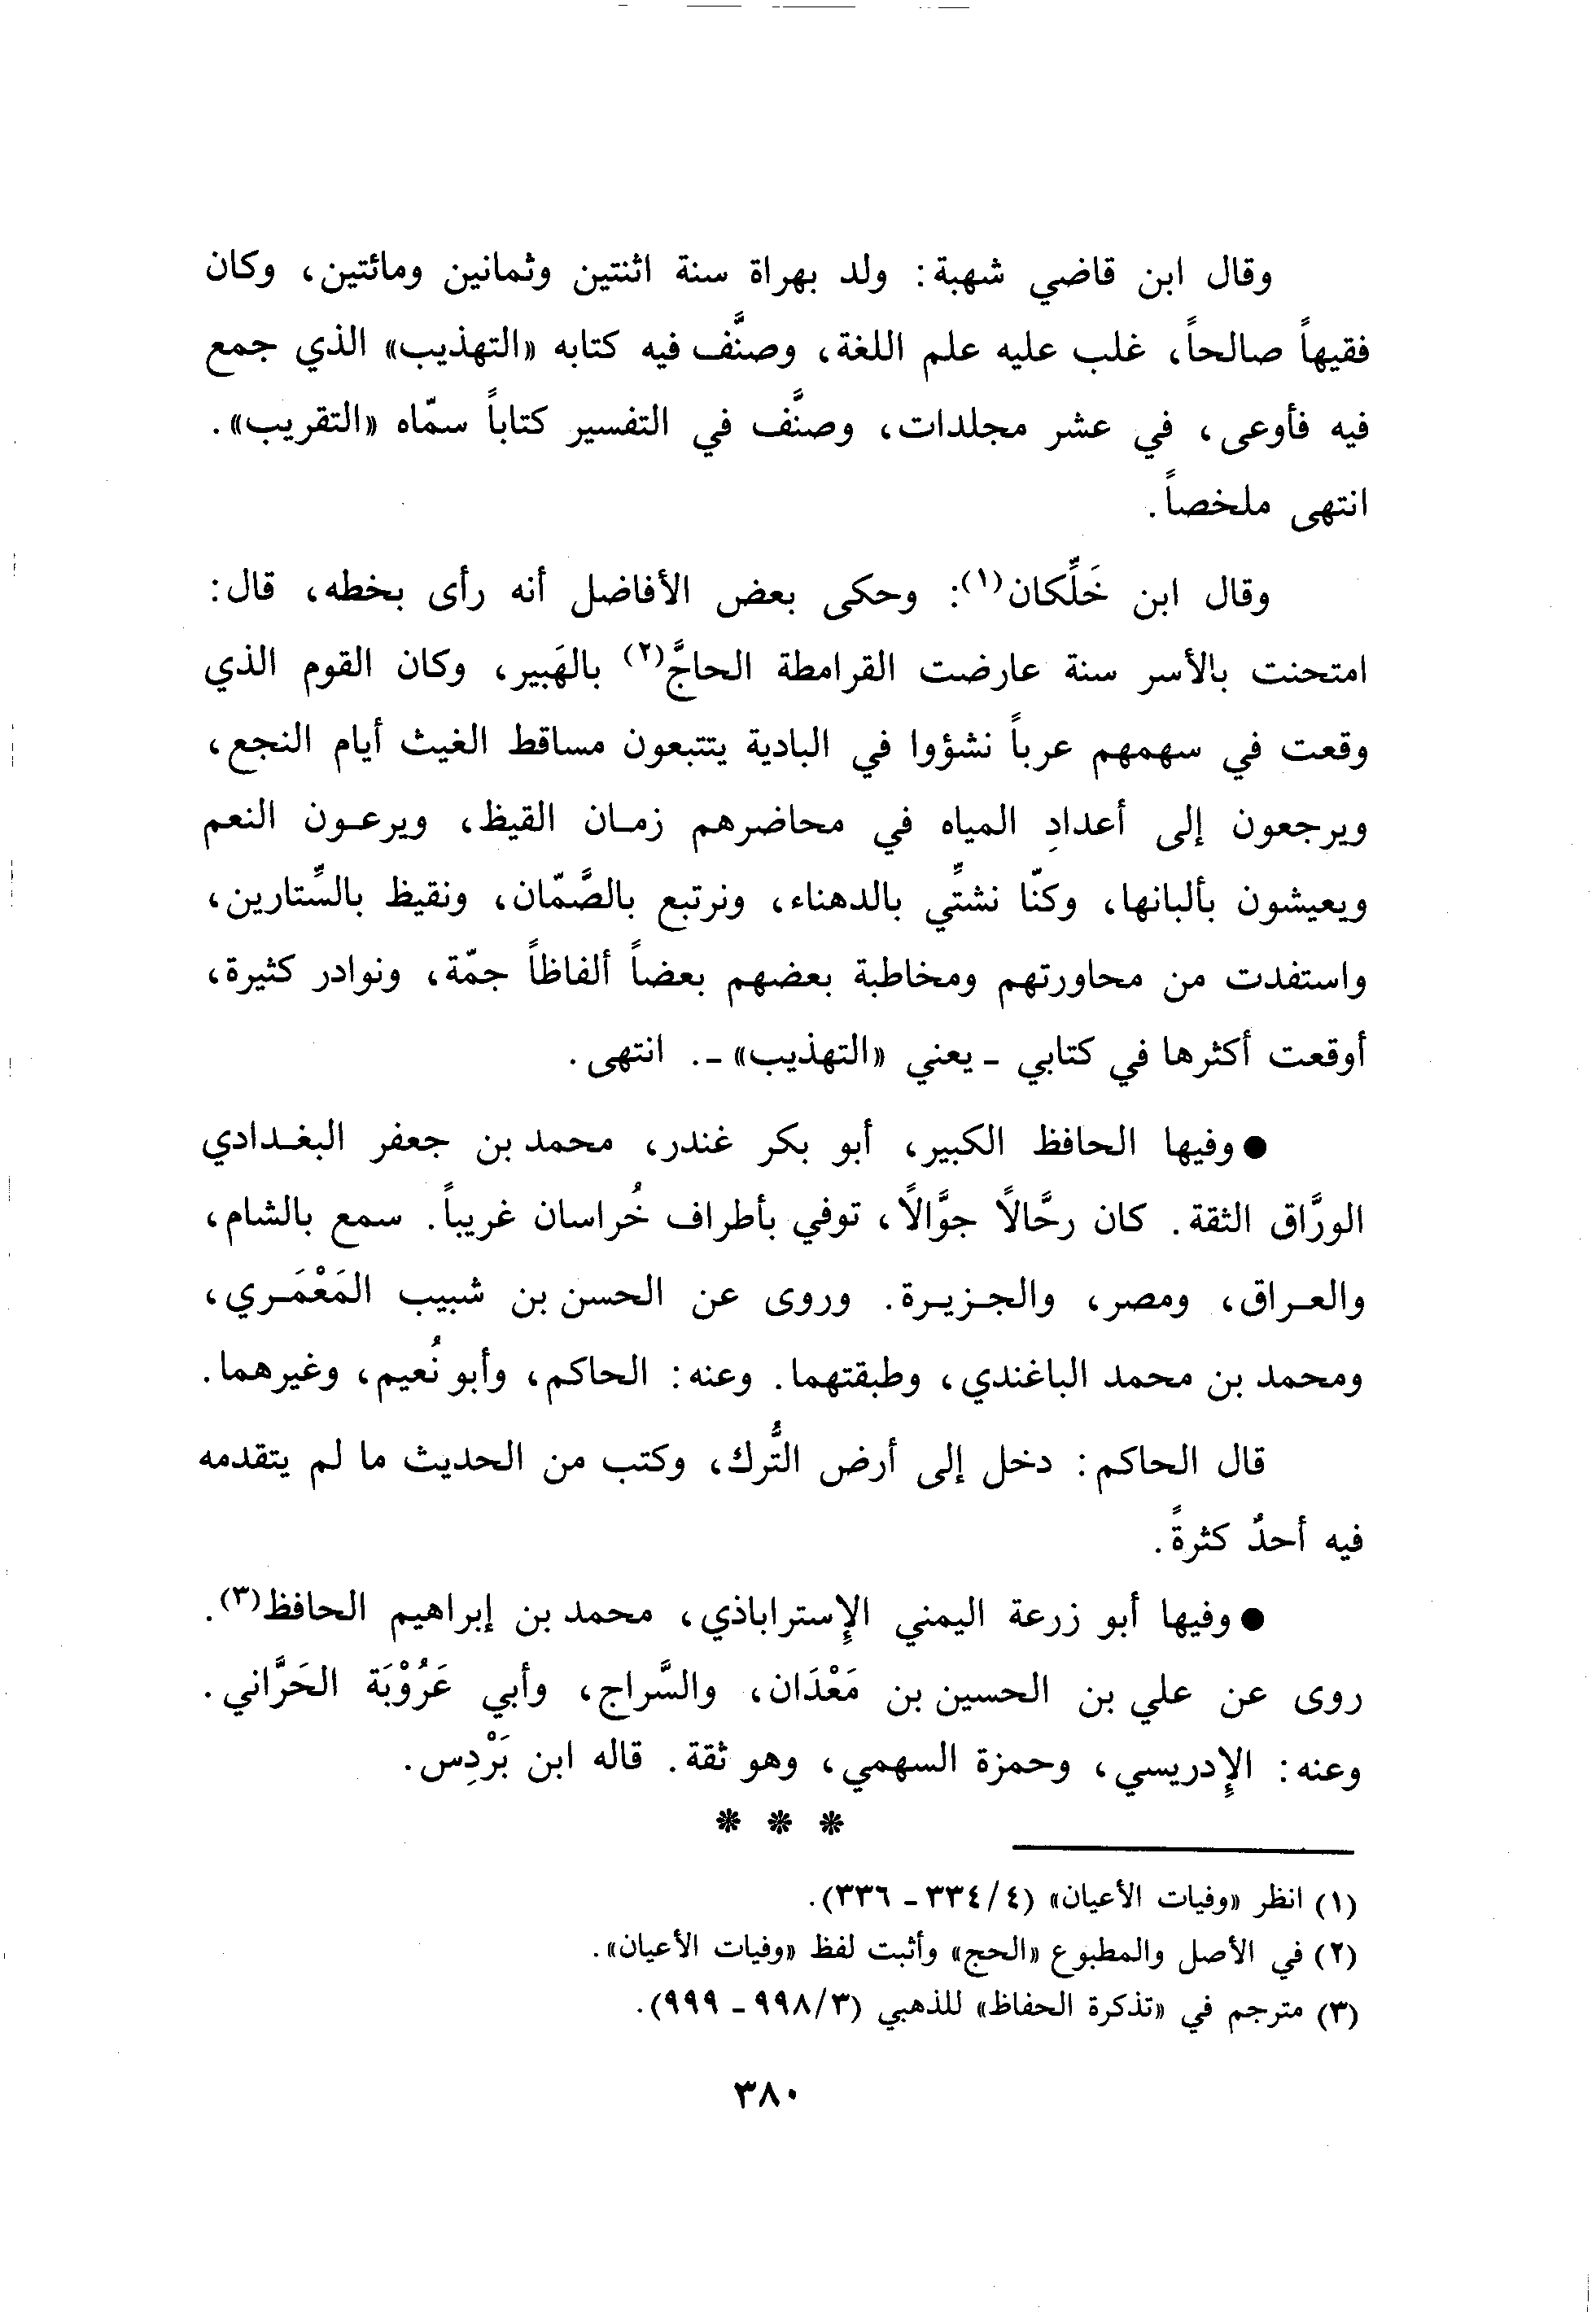 وقال ابن قاضي شهبة: ولد بهراة سنة اثنتين وثمانين ومائتين، وكان
فقيهاً صالحاً، غلب عليه علم اللغة، وصنَّف فيه كتابه «التهذيب» الذي جمع
فيه فأوعى، في عشر مجلدات، وصنَّف في التفسير كتاباً سمّاه «التقريب».
انتهى ملخصاً.
وقال ابن خَلِّكان(١): وحكى بعض الأفاضل أنه رأى بخطه، قال:
امتحنت بالأسر سنة عارضت القرامطة الحاجَّ(٢) بالهَبير، وكان القوم الذي
وقعت في سهمهم عرباً نشؤوا في البادية يتتبعون مساقط الغيث أيام النجع،
ويرجعون إلى أعدادِ المياه في محاضرهم زمـان القيظ، ويرعـون النعم
ويعيشون بألبانها، وكنّا نشتِّي بالدهناء، ونرتبع بالصَّمّان، ونقيظ بالسِّتارين،
واستفدت من محاورتهم ومخاطبة بعضهم بعضاً ألفاظاً جمّة، ونوادر كثيرة،
أوقعت أكثرها في كتابي ـ يعني «التهذيب» ـ. انتهى.
● وفيها الحافظ الكبير، أبو بكر غندر، محمد بن جعفر البغـدادي
الورَّاق الثقة. كان رحَّالاً جوَّالاً، توفي بأطراف خُراسان غريباً. سمع بالشام،
والعـراق، ومصر، والجـزيـرة. وروى عن الحسن بن شبيب المَعْمَـري،
ومحمد بن محمد الباغندي، وطبقتهما. وعنه: الحاكم، وأبو نُعيم، وغيرهما.
قال الحاكم: دخل إلى أرض التُّرك، وكتب من الحديث ما لم يتقدمه
فيه أحدٌ كثرةً.
● وفيها أبو زرعة اليمني الإستراباذي، محمد بن إبراهيم الحافظ(٣).
روى عن علي بن الحسين بن مَعْدَان، والسَّراج، وأبي عَرُوْبَة الحَرَّاني.
وعنه: الإدريسي، وحمزة السهمي، وهو ثقة. قاله ابن بَرْدِس.
* * *
(١) انظر «وفيات الأعيان» (٤/ ٣٣٤ ـ ٣٣٦).
(٢) في الأصل والمطبوع «الحج» وأثبت لفظ «وفيات الأعيان».
(٣) مترجم في «تذكرة الحفاظ» للذهبي (٣/ ٩٩٨ ـ ٩٩٩).
٣٨٠